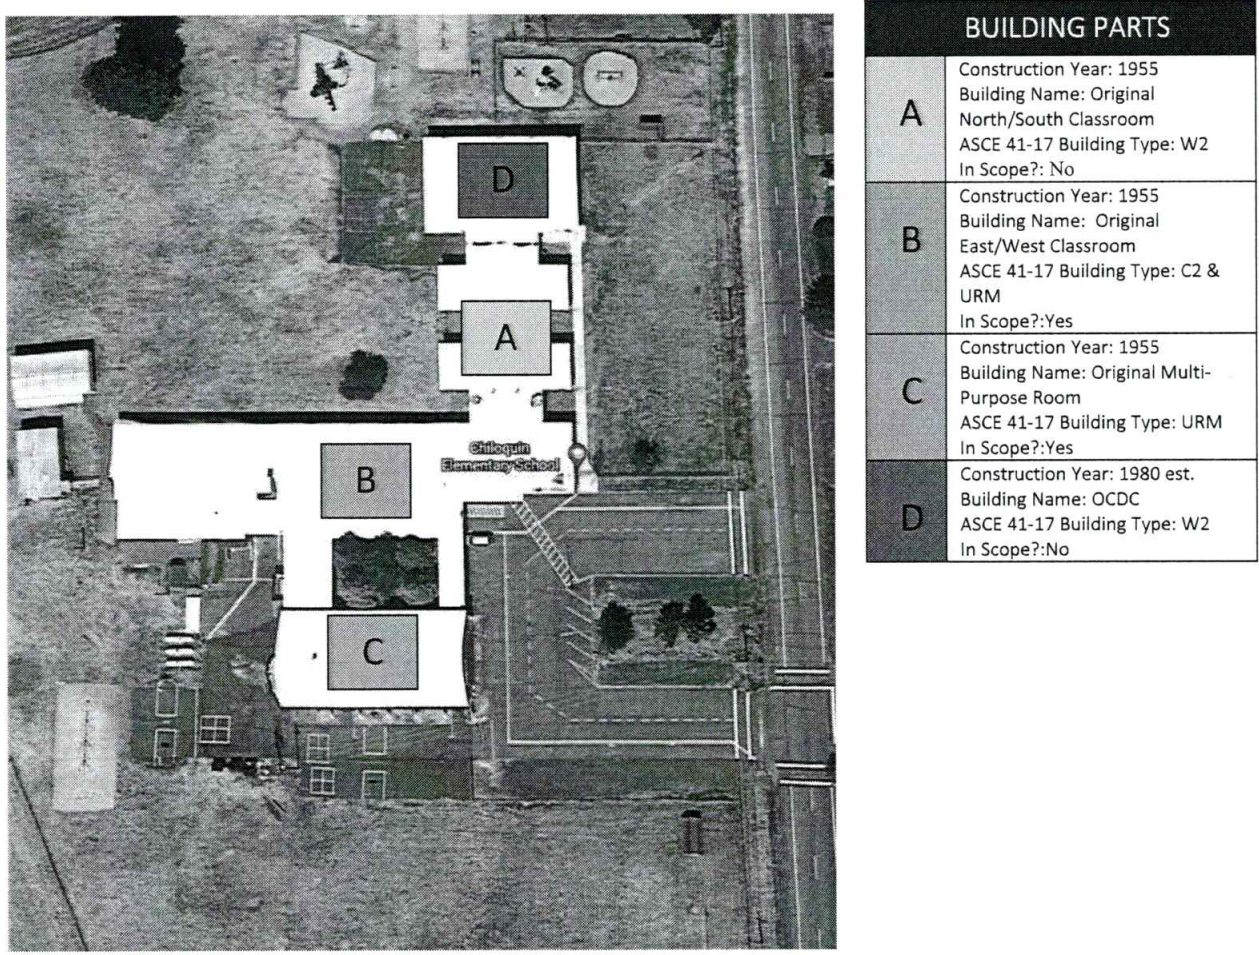 D
A
Chiloquin
Elementary School
B
C
BUILDING PARTS
A
Construction Year: 1955
Building Name: Original
North/South Classroom
ASCE 41-17 Building Type: W2
In Scope?: No
B
Construction Year: 1955
Building Name:  Original
East/West Classroom
ASCE 41-17 Building Type: C2 &
URM
In Scope?:Yes
C
Construction Year: 1955
Building Name: Original Multi-
Purpose Room
ASCE 41-17 Building Type: URM
In Scope?:Yes
D
Construction Year: 1980 est.
Building Name: OCDC
ASCE 41-17 Building Type: W2
In Scope?:No